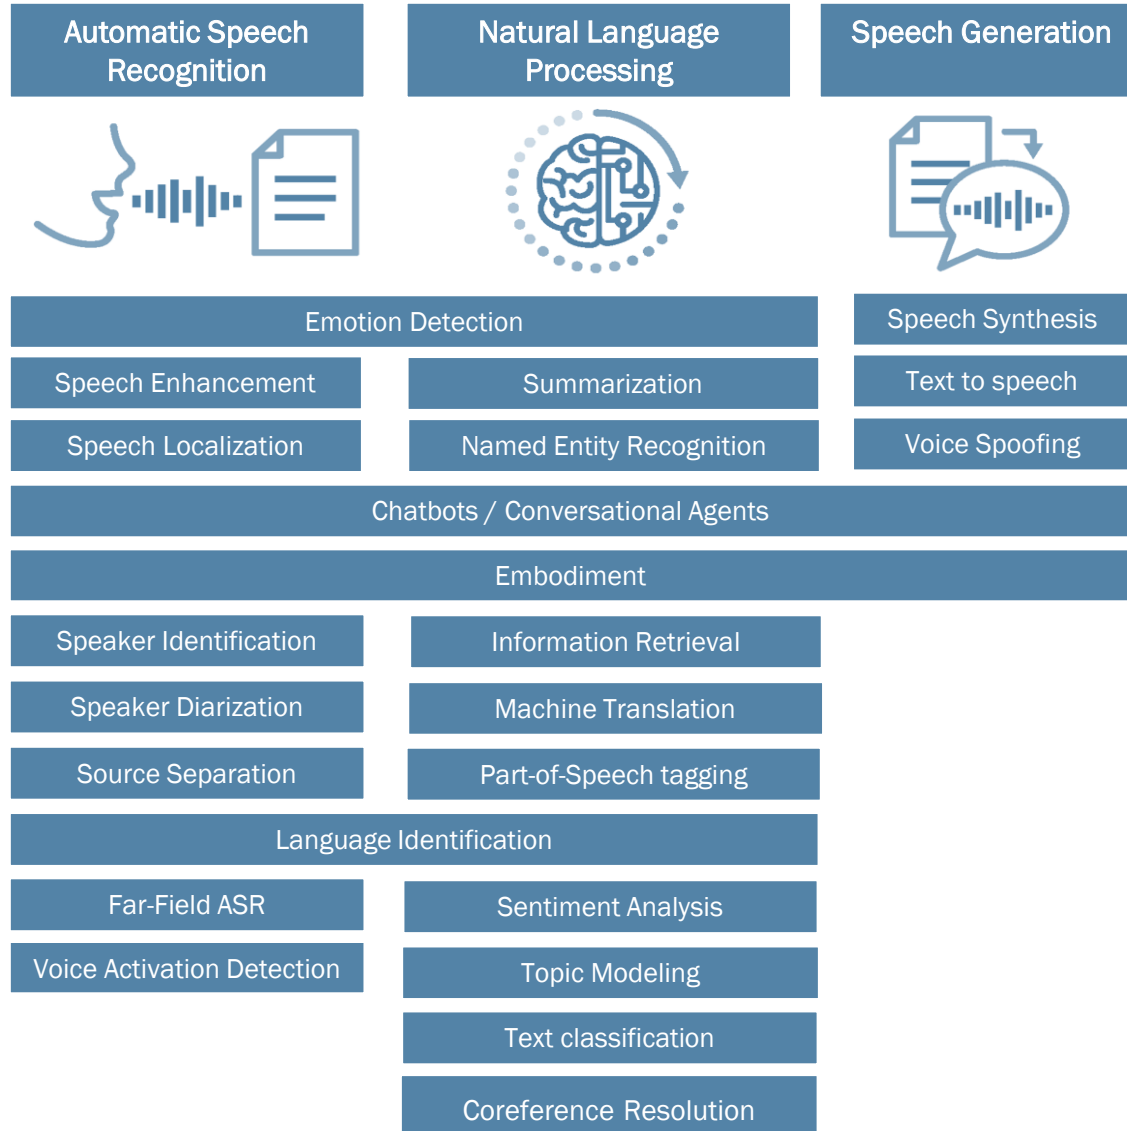 Automatic Speech
Recognition
Natural Language
Processing
Speech Generation
Emotion Detection
Speech Synthesis
Speech Enhancement
Summarization
Text to speech
Speech Localization
Named Entity Recognition
Voice Spoofing
Chatbots / Conversational Agents
Embodiment
Speaker Identification
Information Retrieval
Speaker Diarization
Machine Translation
Source Separation
Part-of-Speech tagging
Language Identification
Far-Field ASR
Sentiment Analysis
Voice Activation Detection
Topic Modeling
Text classification
Coreference Resolution